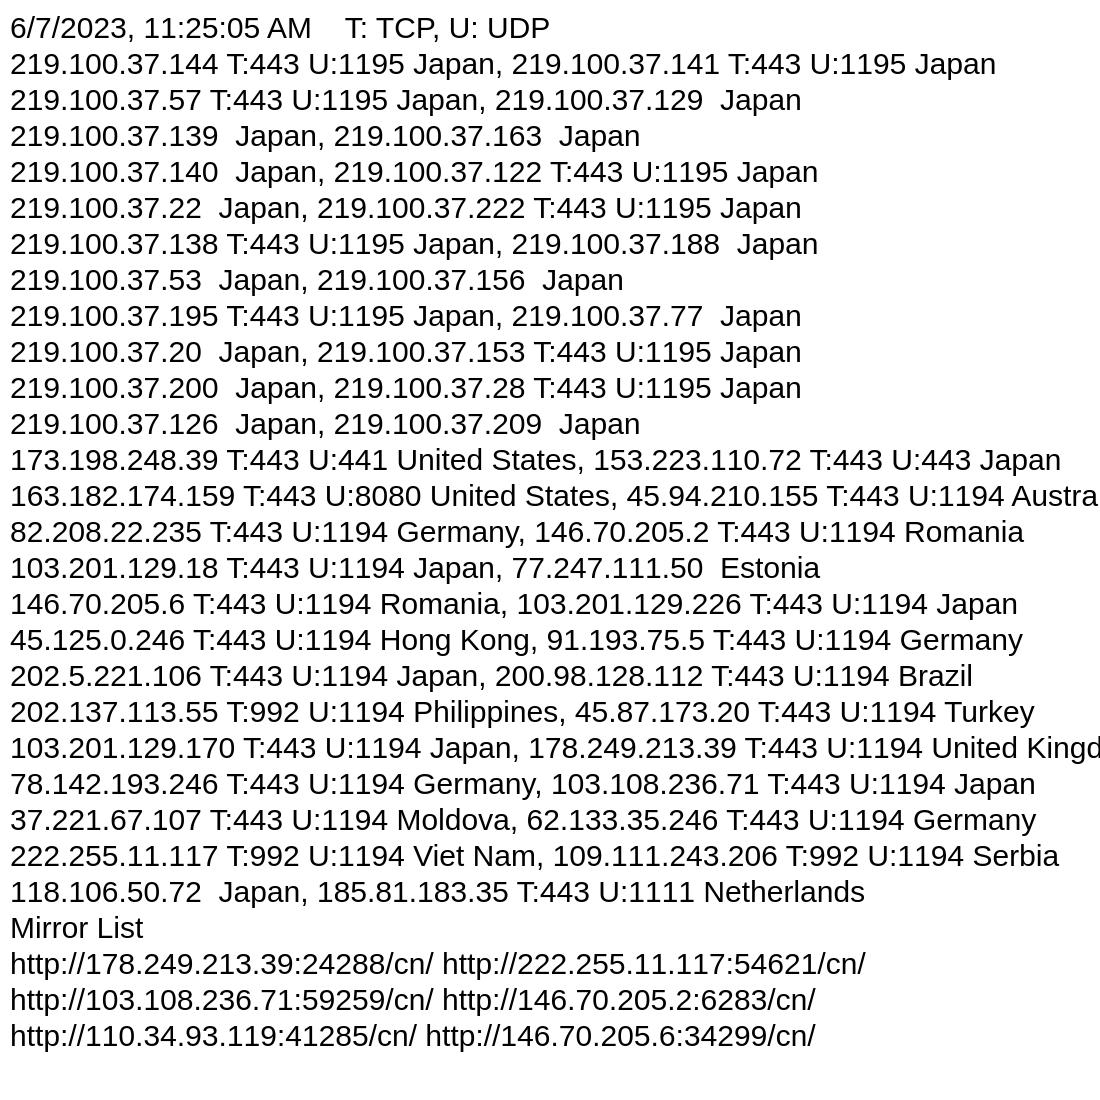 6/7/2023, 11:25:05 AM    T: TCP, U: UDP
219.100.37.144 T:443 U:1195 Japan, 219.100.37.141 T:443 U:1195 Japan
219.100.37.57 T:443 U:1195 Japan, 219.100.37.129  Japan
219.100.37.139  Japan, 219.100.37.163  Japan
219.100.37.140  Japan, 219.100.37.122 T:443 U:1195 Japan
219.100.37.22  Japan, 219.100.37.222 T:443 U:1195 Japan
219.100.37.138 T:443 U:1195 Japan, 219.100.37.188  Japan
219.100.37.53  Japan, 219.100.37.156  Japan
219.100.37.195 T:443 U:1195 Japan, 219.100.37.77  Japan
219.100.37.20  Japan, 219.100.37.153 T:443 U:1195 Japan
219.100.37.200  Japan, 219.100.37.28 T:443 U:1195 Japan
219.100.37.126  Japan, 219.100.37.209  Japan
173.198.248.39 T:443 U:441 United States, 153.223.110.72 T:443 U:443 Japan
163.182.174.159 T:443 U:8080 United States, 45.94.210.155 T:443 U:1194 Austra
82.208.22.235 T:443 U:1194 Germany, 146.70.205.2 T:443 U:1194 Romania
103.201.129.18 T:443 U:1194 Japan, 77.247.111.50  Estonia
146.70.205.6 T:443 U:1194 Romania, 103.201.129.226 T:443 U:1194 Japan
45.125.0.246 T:443 U:1194 Hong Kong, 91.193.75.5 T:443 U:1194 Germany
202.5.221.106 T:443 U:1194 Japan, 200.98.128.112 T:443 U:1194 Brazil
202.137.113.55 T:992 U:1194 Philippines, 45.87.173.20 T:443 U:1194 Turkey
103.201.129.170 T:443 U:1194 Japan, 178.249.213.39 T:443 U:1194 United Kingd
78.142.193.246 T:443 U:1194 Germany, 103.108.236.71 T:443 U:1194 Japan
37.221.67.107 T:443 U:1194 Moldova, 62.133.35.246 T:443 U:1194 Germany
222.255.11.117 T:992 U:1194 Viet Nam, 109.111.243.206 T:992 U:1194 Serbia
118.106.50.72  Japan, 185.81.183.35 T:443 U:1111 Netherlands
Mirror List
http://178.249.213.39:24288/cn/ http://222.255.11.117:54621/cn/
http://103.108.236.71:59259/cn/ http://146.70.205.2:6283/cn/
http://110.34.93.119:41285/cn/ http://146.70.205.6:34299/cn/